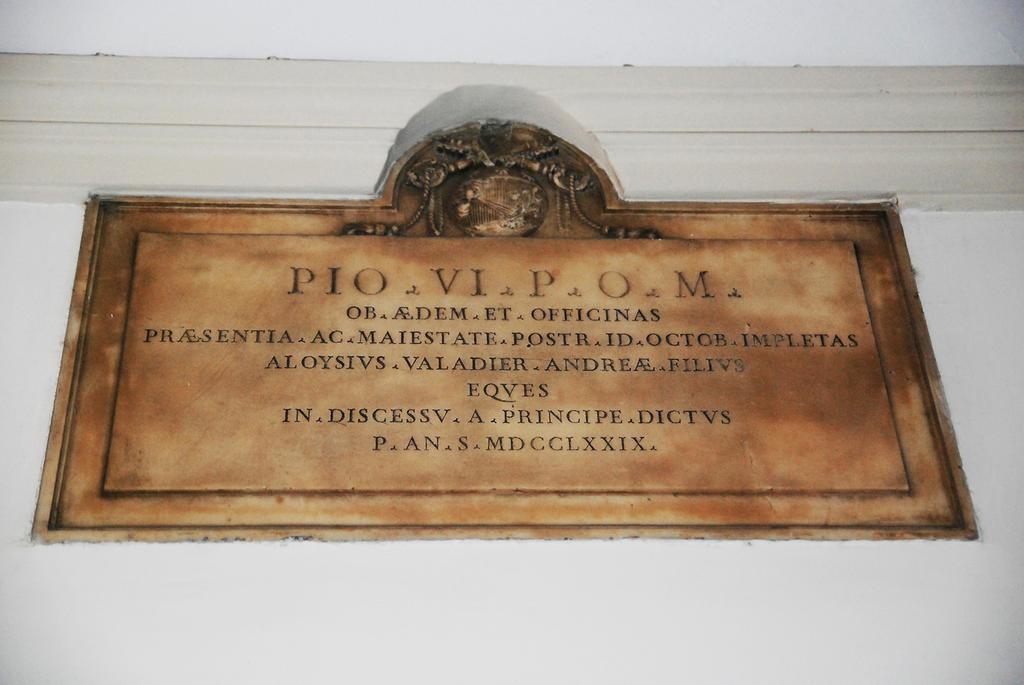 PIO . VI . P . O . M .
OB . ÆDEM . ET . OFFICINAS
PRÆSENTIA . AC . MAIESTATE . POSTR . ID . OCTOB . IMPLETAS
ALOYSIVS . VALADIER . ANDREÆ . FILIVS
EQVES
IN . DISCESSV . A . PRINCIPE . DICTVS
P . AN . S . MDCCLXXIX .